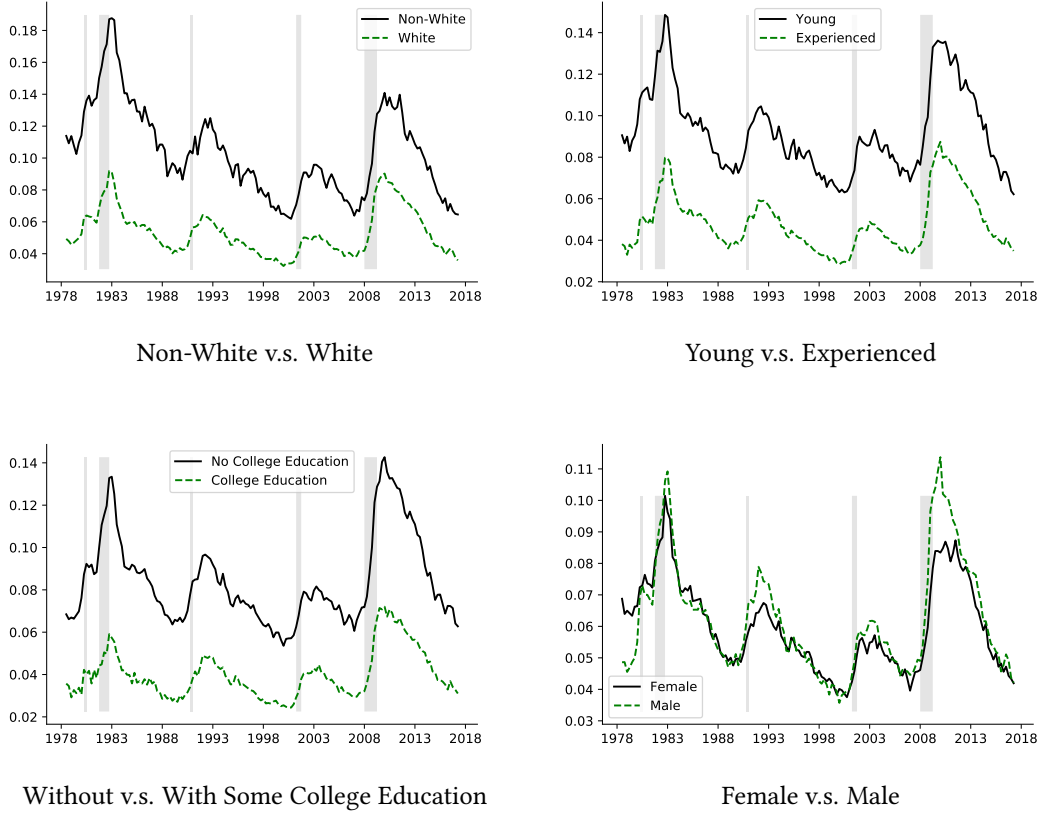 Non-White
White
0.18
0.16
0.14
0.12
0.10
0.08
0.06
0.04
1978 1983 1988 1993 1998 2003 2008 2013 2018
Non-White v.s. White
Young
Experienced
0.14
0.12
0.10
0.08
0.06
0.04
0.02
1978 1983 1988 1993 1998 2003 2008 2013 2018
Young v.s. Experienced
No College Education
College Education
0.14
0.12
0.10
0.08
0.06
0.04
0.02
1978 1983 1988 1993 1998 2003 2008 2013 2018
Without v.s. With Some College Education
0.11
0.10
0.09
0.08
0.07
0.06
0.05
0.04
0.03
Female
Male
1978 1983 1988 1993 1998 2003 2008 2013 2018
Female v.s. Male